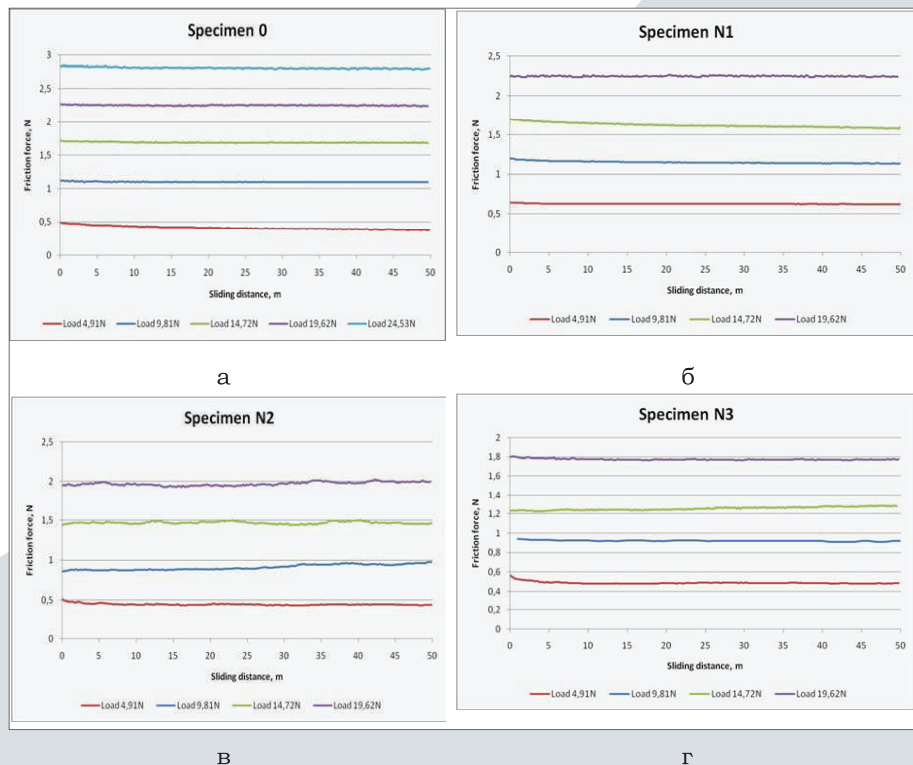 Specimen 0
Friction force, N
3
2,5
2
1,5
1
0,5
0
0 5 10 15 20 25 30 35 40 45 50
Sliding distance, m
Load 4,91N Load 9,81N Load 14,72N Load 19,62N Load 24,53N
а
Specimen N1
Friction force, N
2,5
2
1,5
1
0,5
0
0 5 10 15 20 25 30 35 40 45 50
Sliding distance, m
Load 4,91N Load 9,81N Load 14,72N Load 19,62N
б
Specimen N2
Friction force, N
2,5
2
1,5
1
0,5
0
0 5 10 15 20 23 30 35 40 45 50
Sliding distance, m
Load 4,91N Load 9,81N Load 14,72N Load 19,62N
в
Specimen N3
Friction force, N
2
1,8
1,6
1,4
1,2
1
0,8
0,6
0,4
0,2
0
0 5 10 15 20 25 30 35 40 45 50
Sliding distance, m
Load 4,91N Load 9,81N Load 14,72N Load 19,62N
г